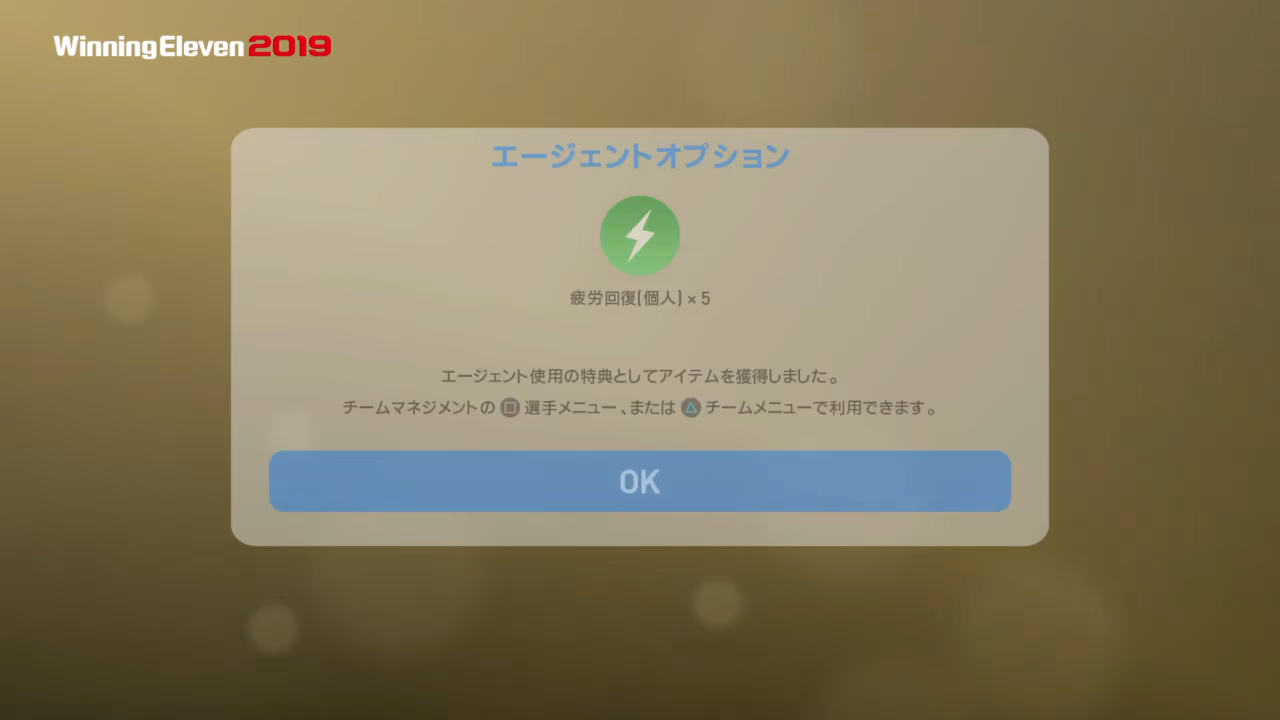 WinningEleven 2019
エージェントオプション
疲労回復(個人) × 5
エージェント使用の特典としてアイテムを獲得しました。
チームマネジメントの 選手メニュー、または チームメニューで利用できます。
OK